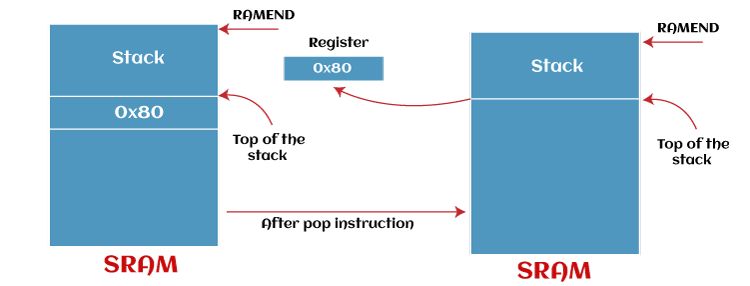 RAMEND
Stack
0x80
Top of the
stack
SRAM
Register
0x80
After pop instruction
RAMEND
Stack
Top of the
stack
SRAM